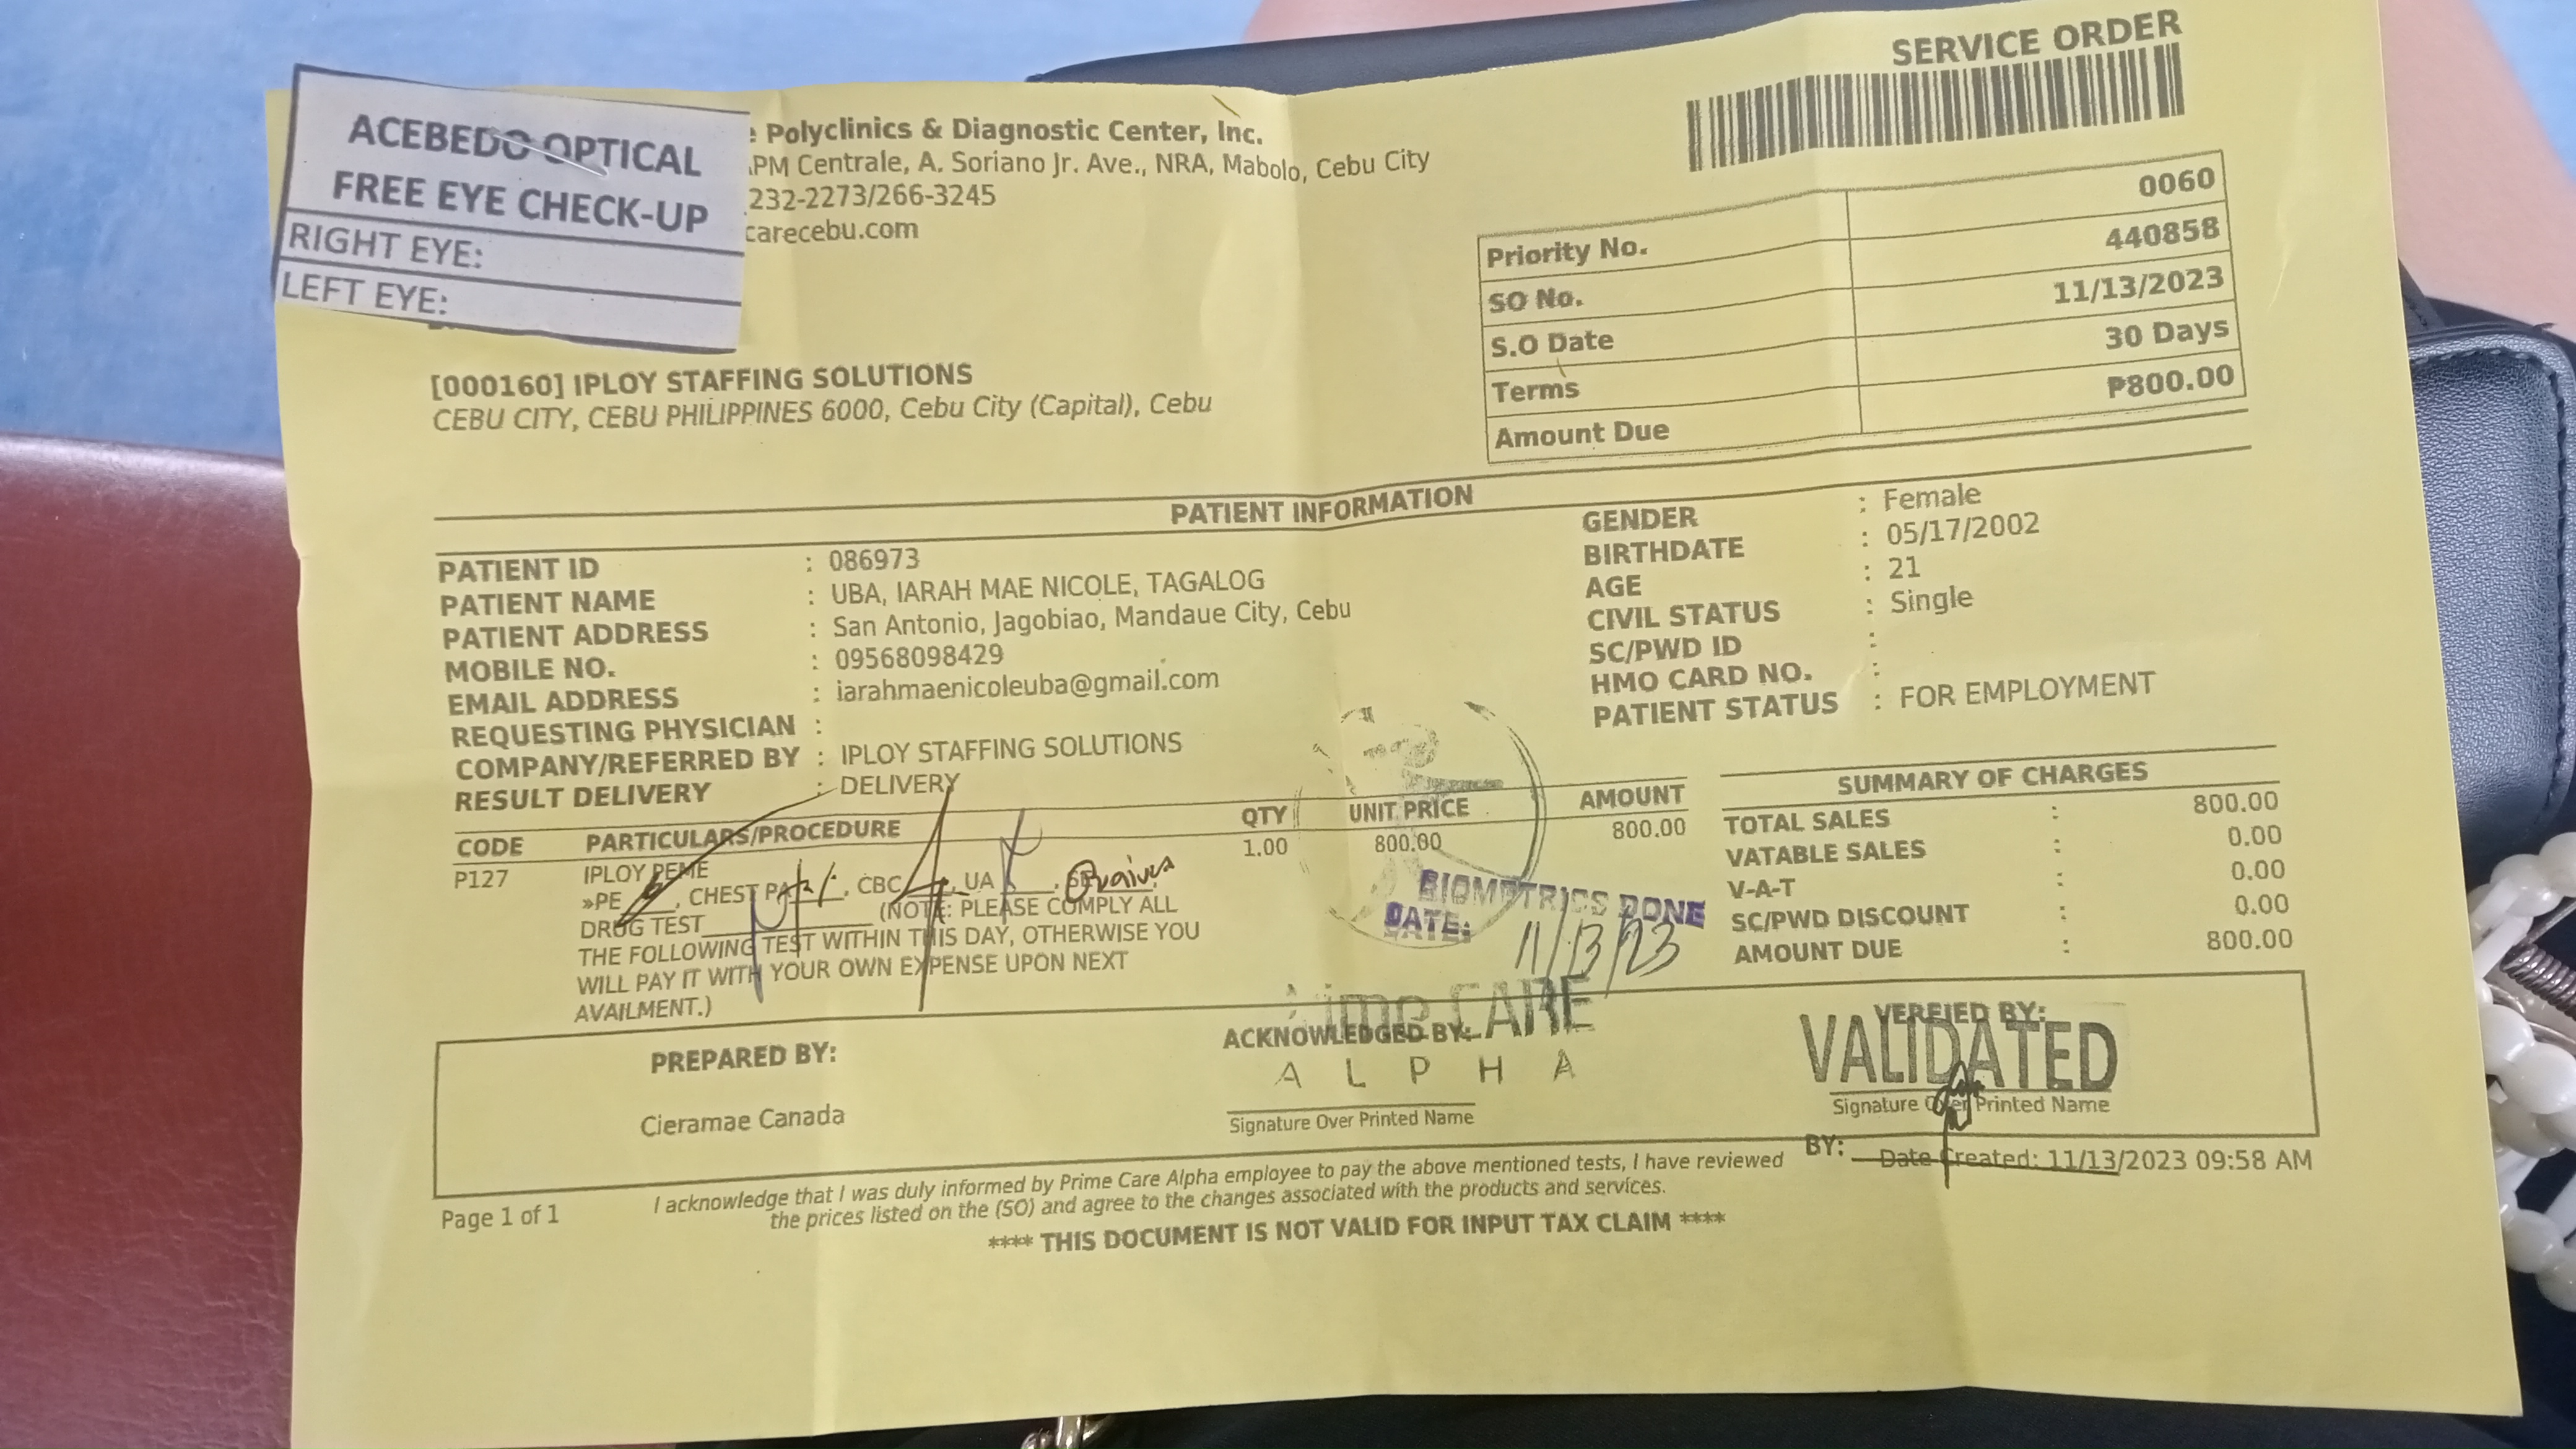 SERVICE ORDER
ACEBEDO OPTICAL
FREE EYE CHECK-UP
RIGHT EYE:
LEFT EYE:
Polyclinics & Diagnostic Center, Inc.
PM Centrale, A. Soriano Jr. Ave., NRA, Mabolo, Cebu City
232-2273/266-3245
carecebu.com
Priority No. 0060
SO No. 440858
S.O Date 11/13/2023
Terms 30 Days
Amount Due ₱800.00
[000160] IPLOY STAFFING SOLUTIONS
CEBU CITY, CEBU PHILIPPINES 6000, Cebu City (Capital), Cebu
PATIENT INFORMATION
PATIENT ID : 086973
PATIENT NAME : UBA, IARAH MAE NICOLE, TAGALOG
PATIENT ADDRESS : San Antonio, Jagobiao, Mandaue City, Cebu
MOBILE NO. : 09568098429
EMAIL ADDRESS : iarahmaenicoleuba@gmail.com
REQUESTING PHYSICIAN :
COMPANY/REFERRED BY : IPLOY STAFFING SOLUTIONS
RESULT DELIVERY : DELIVERY
GENDER : Female
BIRTHDATE : 05/17/2002
AGE : 21
CIVIL STATUS : Single
SC/PWD ID :
HMO CARD NO. :
PATIENT STATUS : FOR EMPLOYMENT
CODE PARTICULARS/PROCEDURE QTY UNIT PRICE AMOUNT
P127 IPLOY PEME 1.00 800.00 800.00
»PE ____, CHEST PA ____, CBC ____, UA ____,
DRUG TEST____________ (NOTE: PLEASE COMPLY ALL
THE FOLLOWING TEST WITHIN THIS DAY, OTHERWISE YOU
WILL PAY IT WITH YOUR OWN EXPENSE UPON NEXT
AVAILMENT.)
BIOMETRICS DONE
DATE: 11/13/23
SUMMARY OF CHARGES
TOTAL SALES : 800.00
VATABLE SALES : 0.00
V-A-T : 0.00
SC/PWD DISCOUNT : 0.00
AMOUNT DUE : 800.00
PREPARED BY:
Cieramae Canada
CARE
ACKNOWLEDGED BY:
ALPHA
Signature Over Printed Name
VEREIED BY:
VALIDATED
Signature Over Printed Name
BY:
Date Created: 11/13/2023 09:58 AM
I acknowledge that I was duly informed by Prime Care Alpha employee to pay the above mentioned tests, I have reviewed
the prices listed on the (SO) and agree to the changes associated with the products and services.
Page 1 of 1
**** THIS DOCUMENT IS NOT VALID FOR INPUT TAX CLAIM ****